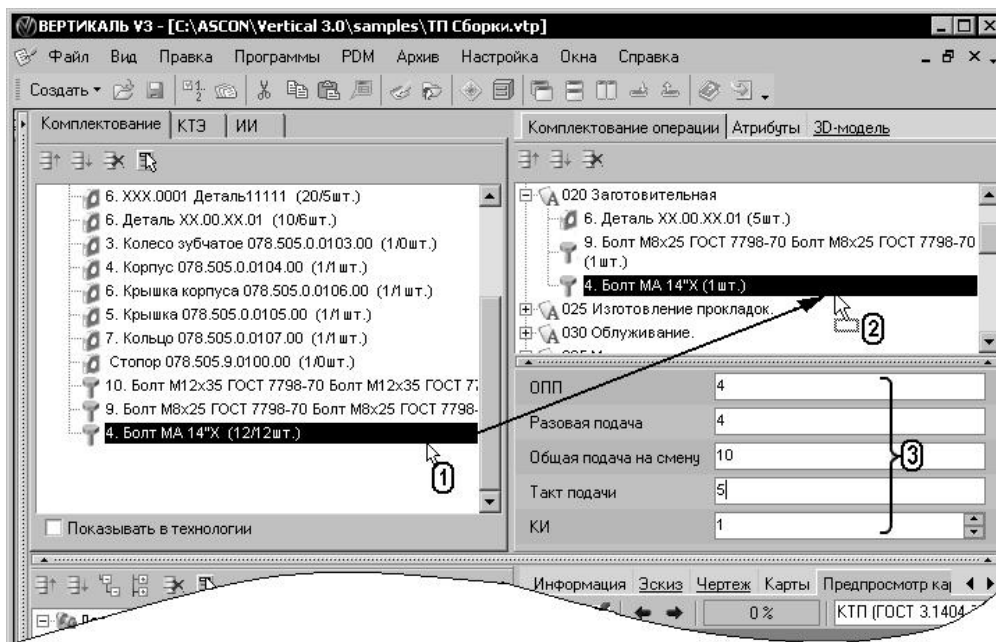 ВЕРТИКАЛЬ V3 - [C:\ASCON\Vertical 3.0\samples\ТП Сборки.vtp]
Файл Вид Правка Программы PDM Архив Настройка Окна Справка
Создать
Комплектование КТЭ ИИ
6. XXX.0001 Деталь11111 (20/5шт.)
6. Деталь XX.00.XX.01 (10/6шт.)
3. Колесо зубчатое 078.505.0.0103.00 (1/0шт.)
4. Корпус 078.505.0.0104.00 (1/1шт.)
6. Крышка корпуса 078.505.0.0106.00 (1/1шт.)
5. Крышка 078.505.0.0105.00 (1/1шт.)
7. Кольцо 078.505.0.0107.00 (1/1шт.)
Стопор 078.505.9.0100.00 (1/0шт.)
10. Болт М12х35 ГОСТ 7798-70 Болт М12х35 ГОСТ 7
9. Болт М8х25 ГОСТ 7798-70 Болт М8х25 ГОСТ 7798-
4. Болт МА 14"X (12/12шт.)
1
Показывать в технологии
Комплектование операции Атрибуты 3D-модель
020 Заготовительная
6. Деталь XX.00.XX.01 (5шт.)
9. Болт М8х25 ГОСТ 7798-70 Болт М8х25 ГОСТ 7798-70
(1шт.)
4. Болт МА 14"X (1шт.)
025 Изготовление прокладок.
2
030 Облуживание.
ОПП 4
Разовая подача 4
Общая подача на смену 10
3
Такт подачи 5
КИ 1
Информация Эскиз Чертеж Карты Предпросмотр кар
0 % КТП (ГОСТ 3.1404